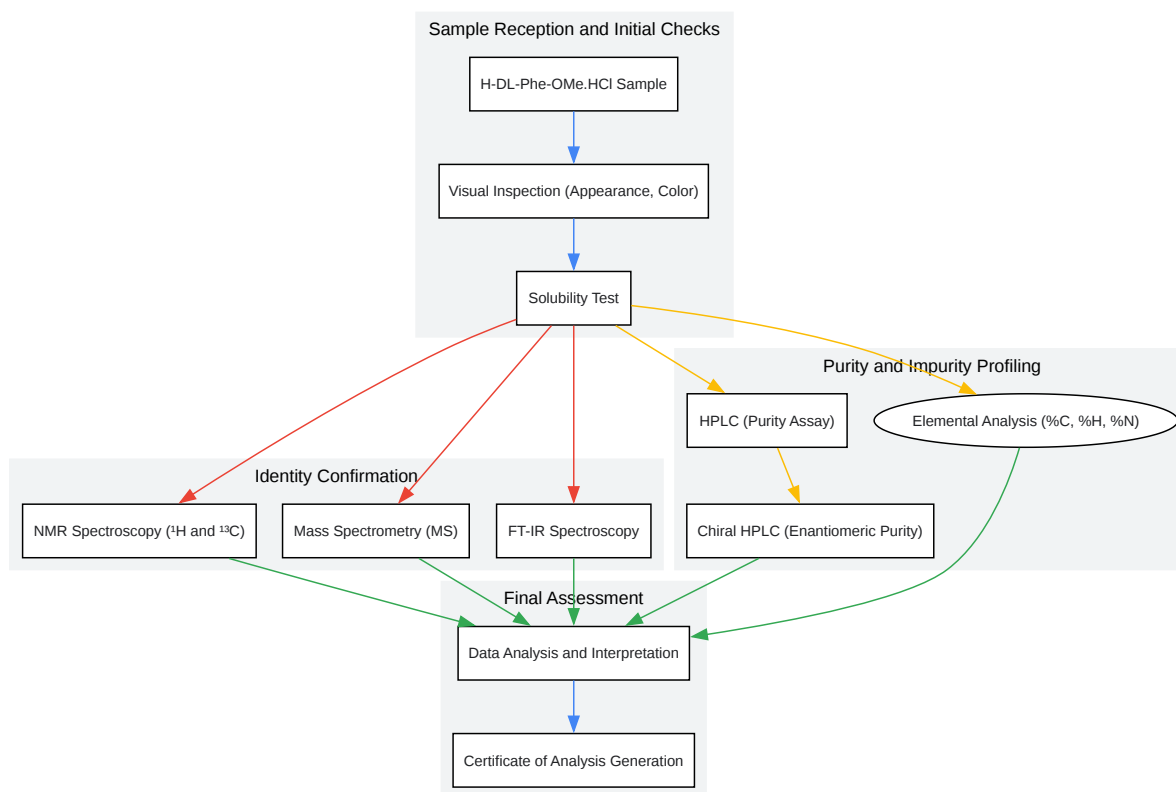 Sample Reception and Initial Checks
H-DL-Phe-OMe.HCl Sample
Visual Inspection (Appearance, Color)
Solubility Test
Purity and Impurity Profiling
HPLC (Purity Assay)
Elemental Analysis (%C, %H, %N)
Identity Confirmation
NMR Spectroscopy (¹H and ¹³C)
Mass Spectrometry (MS)
FT-IR Spectroscopy
Chiral HPLC (Enantiomeric Purity)
Final Assessment
Data Analysis and Interpretation
Certificate of Analysis Generation